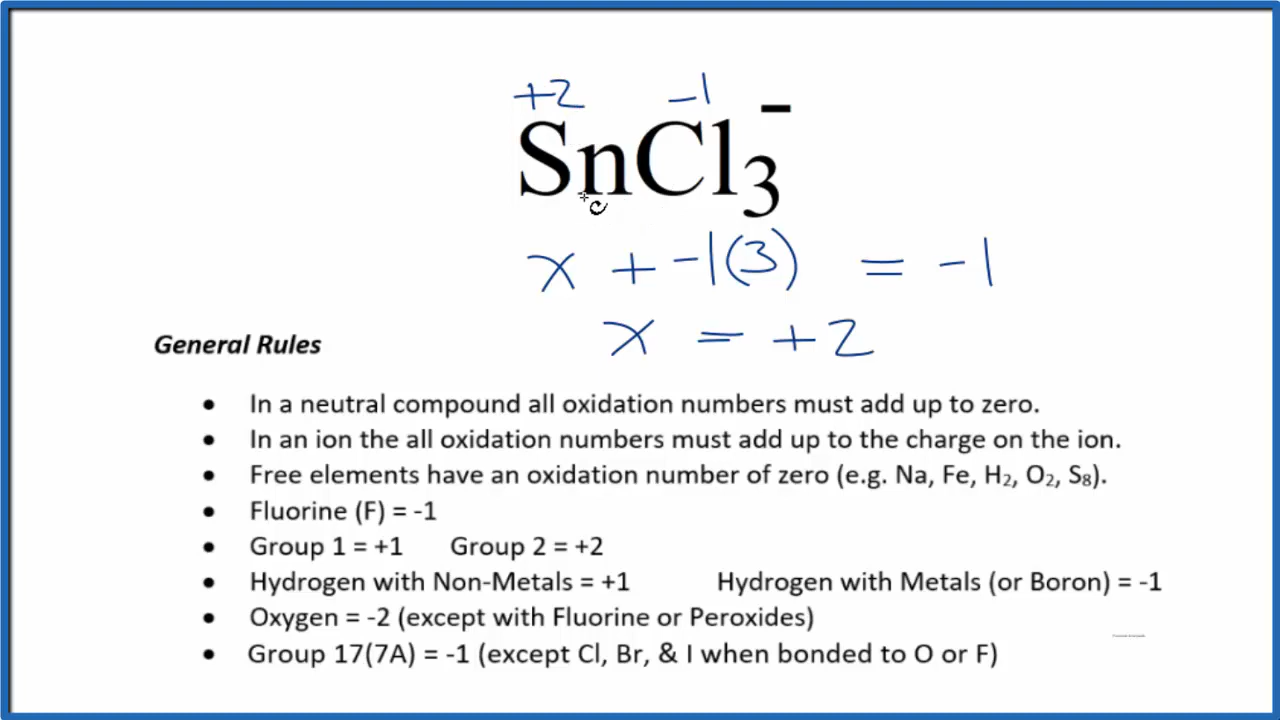 +2 -1
SnCl₃⁻
x + -1(3) = -1
x = +2
General Rules
• In a neutral compound all oxidation numbers must add up to zero.
• In an ion the all oxidation numbers must add up to the charge on the ion.
• Free elements have an oxidation number of zero (e.g. Na, Fe, H₂, O₂, S₈).
• Fluorine (F) = -1
• Group 1 = +1 Group 2 = +2
• Hydrogen with Non-Metals = +1 Hydrogen with Metals (or Boron) = -1
• Oxygen = -2 (except with Fluorine or Peroxides)
• Group 17(7A) = -1 (except Cl, Br, & I when bonded to O or F)